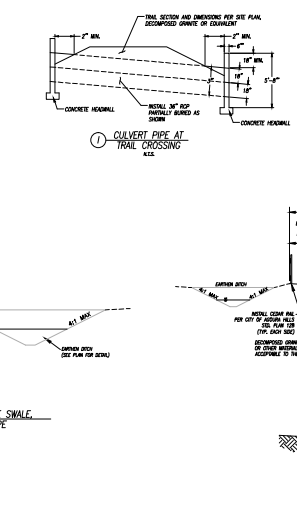 TRAIL SECTION AND DIMENSIONS PER SITE PLAN,
DECOMPOSED GRANITE OR EQUIVALENT
2" MIN.
2" MIN.
6"
18" MIN.
3"
18"
18"
5'-8"
CONCRETE HEADWALL
INSTALL 36" RCP
PARTIALLY BURIED AS
SHOWN
CONCRETE HEADWALL
1 CULVERT PIPE AT
TRAIL CROSSING
N.T.S.
EARTHEN DITCH
4:1 MAX
4:1 MAX
INSTALL CEDAR RAIL
PER CITY OF AGOURA HILLS
STD. PLAN 128
(TYP. EACH SIDE)
DECOMPOSED GRAN
OR OTHER MATERIAL
ACCEPTABLE TO TH
4:1 MAX
EARTHEN DITCH
(SEE PLAN FOR DETAIL)
SWALE,
PE